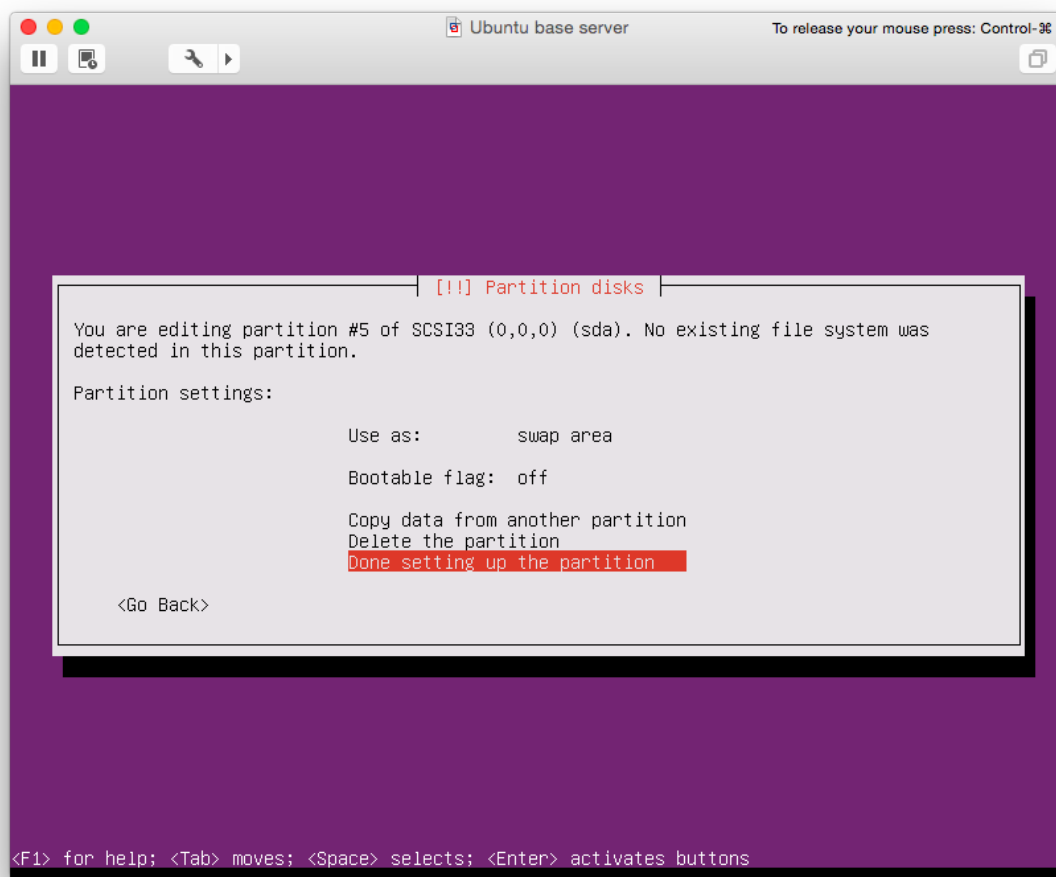 Ubuntu base server
To release your mouse press: Control-⌘
[!!] Partition disks
You are editing partition #5 of SCSI33 (0,0,0) (sda). No existing file system was
detected in this partition.
Partition settings:
Use as: swap area
Bootable flag: off
Copy data from another partition
Delete the partition
Done setting up the partition
<Go Back>
<F1> for help; <Tab> moves; <Space> selects; <Enter> activates buttons